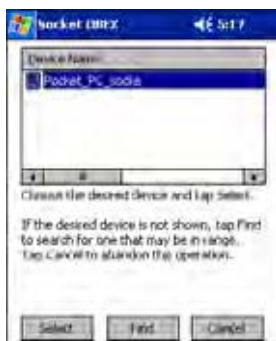 Socket OBEX 5:17
Device Name
Pocket_PC_socke
Choose the desired device and tap Select.
If the desired device is not shown, tap Find
to search for one that may be in range.
Tap Cancel to abandon this operation.
Select Find Cancel